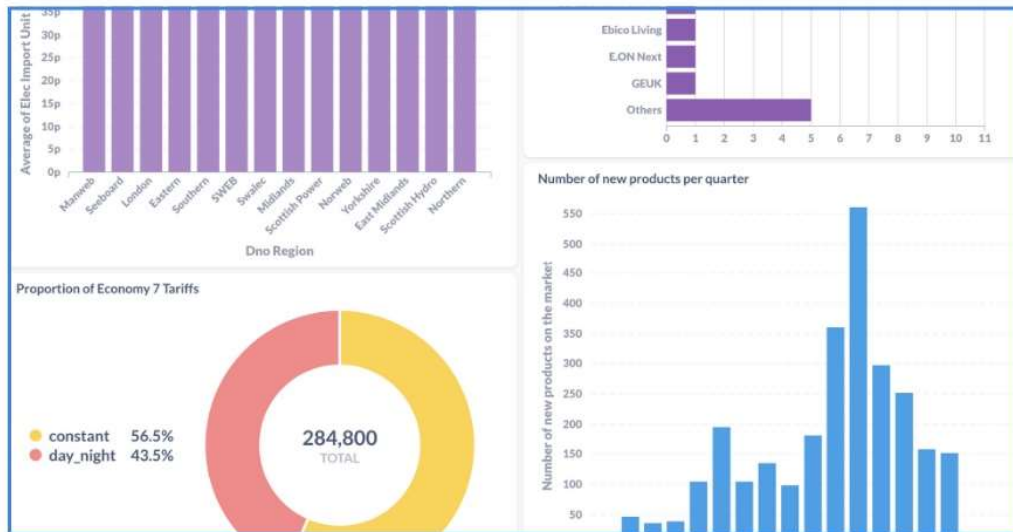 35p
30p
25p
20p
15p
10p
5p
0p
Average of Elec Import Unit
Manweb
Seeboard
London
Eastern
Southern
SWEB
Swalec
Midlands
Scottish Power
Norweb
Yorkshire
East Midlands
Scottish Hydro
Northern
Dno Region
Ebico Living
E.ON Next
GEUK
Others
0 1 2 3 4 5 6 7 8 9 10 11
Proportion of Economy 7 Tariffs
constant 56.5%
day_night 43.5%
284,800
TOTAL
Number of new products per quarter
550
500
450
400
350
300
250
200
150
100
50
Number of new products on the market